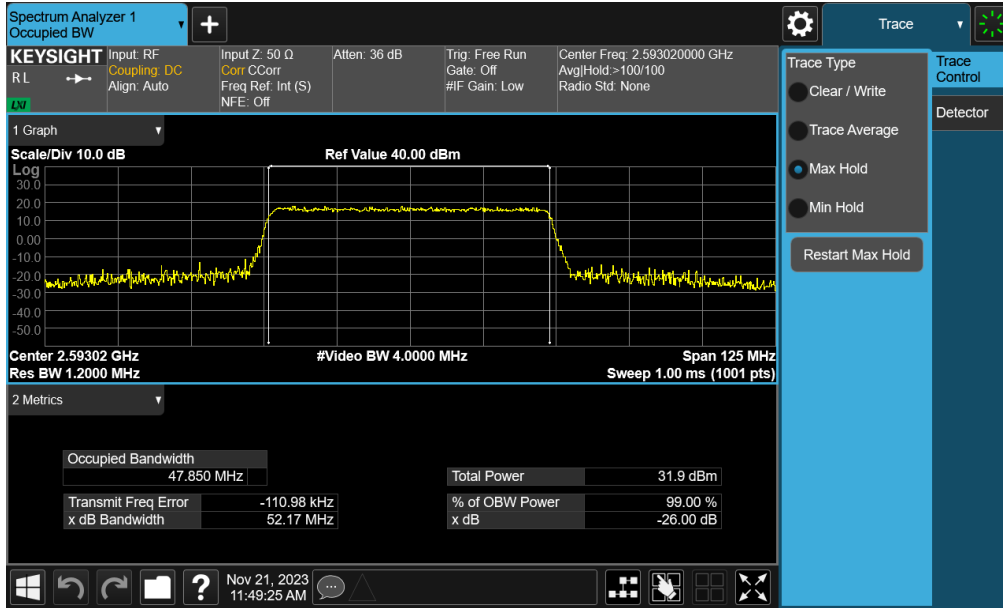 Spectrum Analyzer 1
Occupied BW
Trace
KEYSIGHT
RL
LXI
Input: RF
Coupling: DC
Align: Auto
Input Z: 50 Ω
Corr CCorr
Freq Ref: Int (S)
NFE: Off
Atten: 36 dB
Trig: Free Run
Gate: Off
#IF Gain: Low
Center Freq: 2.593020000 GHz
Avg|Hold:>100/100
Radio Std: None
Trace Type
Clear / Write
Trace Average
Max Hold
Min Hold
Restart Max Hold
Trace
Control
Detector
1 Graph
Scale/Div 10.0 dB
Ref Value 40.00 dBm
Log
30.0
20.0
10.0
0.00
-10.0
-20.0
-30.0
-40.0
-50.0
Center 2.59302 GHz
#Video BW 4.0000 MHz
Span 125 MHz
Res BW 1.2000 MHz
Sweep 1.00 ms (1001 pts)
2 Metrics
Occupied Bandwidth
47.850 MHz
Total Power 31.9 dBm
Transmit Freq Error -110.98 kHz
% of OBW Power 99.00 %
x dB Bandwidth 52.17 MHz
x dB -26.00 dB
?
Nov 21, 2023
11:49:25 AM